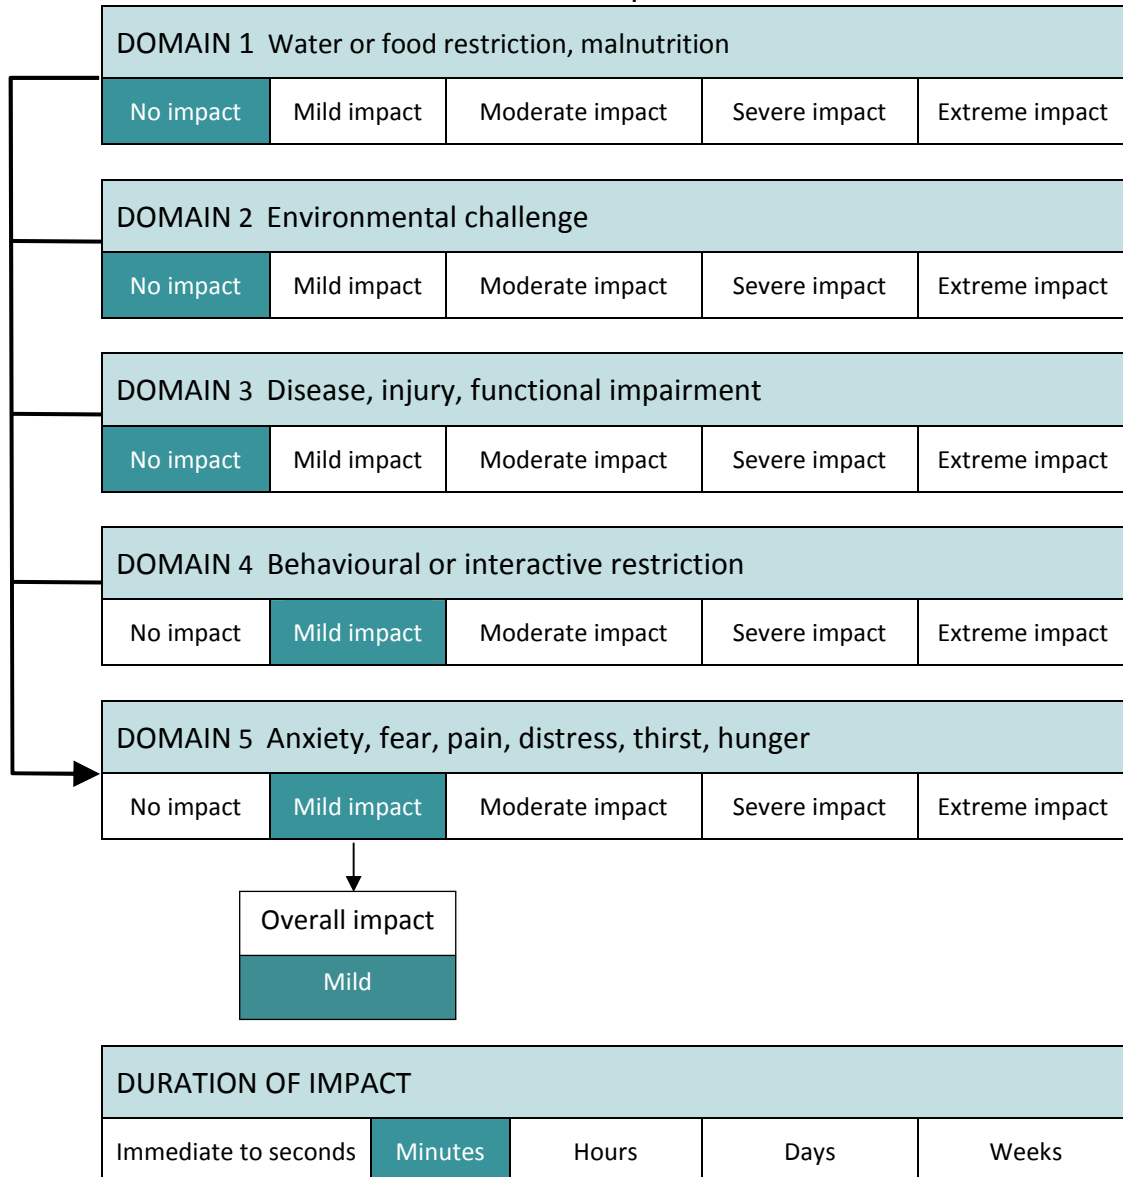 DOMAIN 1 Water or food restriction, malnutrition
No impact Mild impact Moderate impact Severe impact Extreme impact
DOMAIN 2 Environmental challenge
No impact Mild impact Moderate impact Severe impact Extreme impact
DOMAIN 3 Disease, injury, functional impairment
No impact Mild impact Moderate impact Severe impact Extreme impact
DOMAIN 4 Behavioural or interactive restriction
No impact Mild impact Moderate impact Severe impact Extreme impact
DOMAIN 5 Anxiety, fear, pain, distress, thirst, hunger
No impact Mild impact Moderate impact Severe impact Extreme impact
Overall impact
Mild
DURATION OF IMPACT
Immediate to seconds Minutes Hours Days Weeks